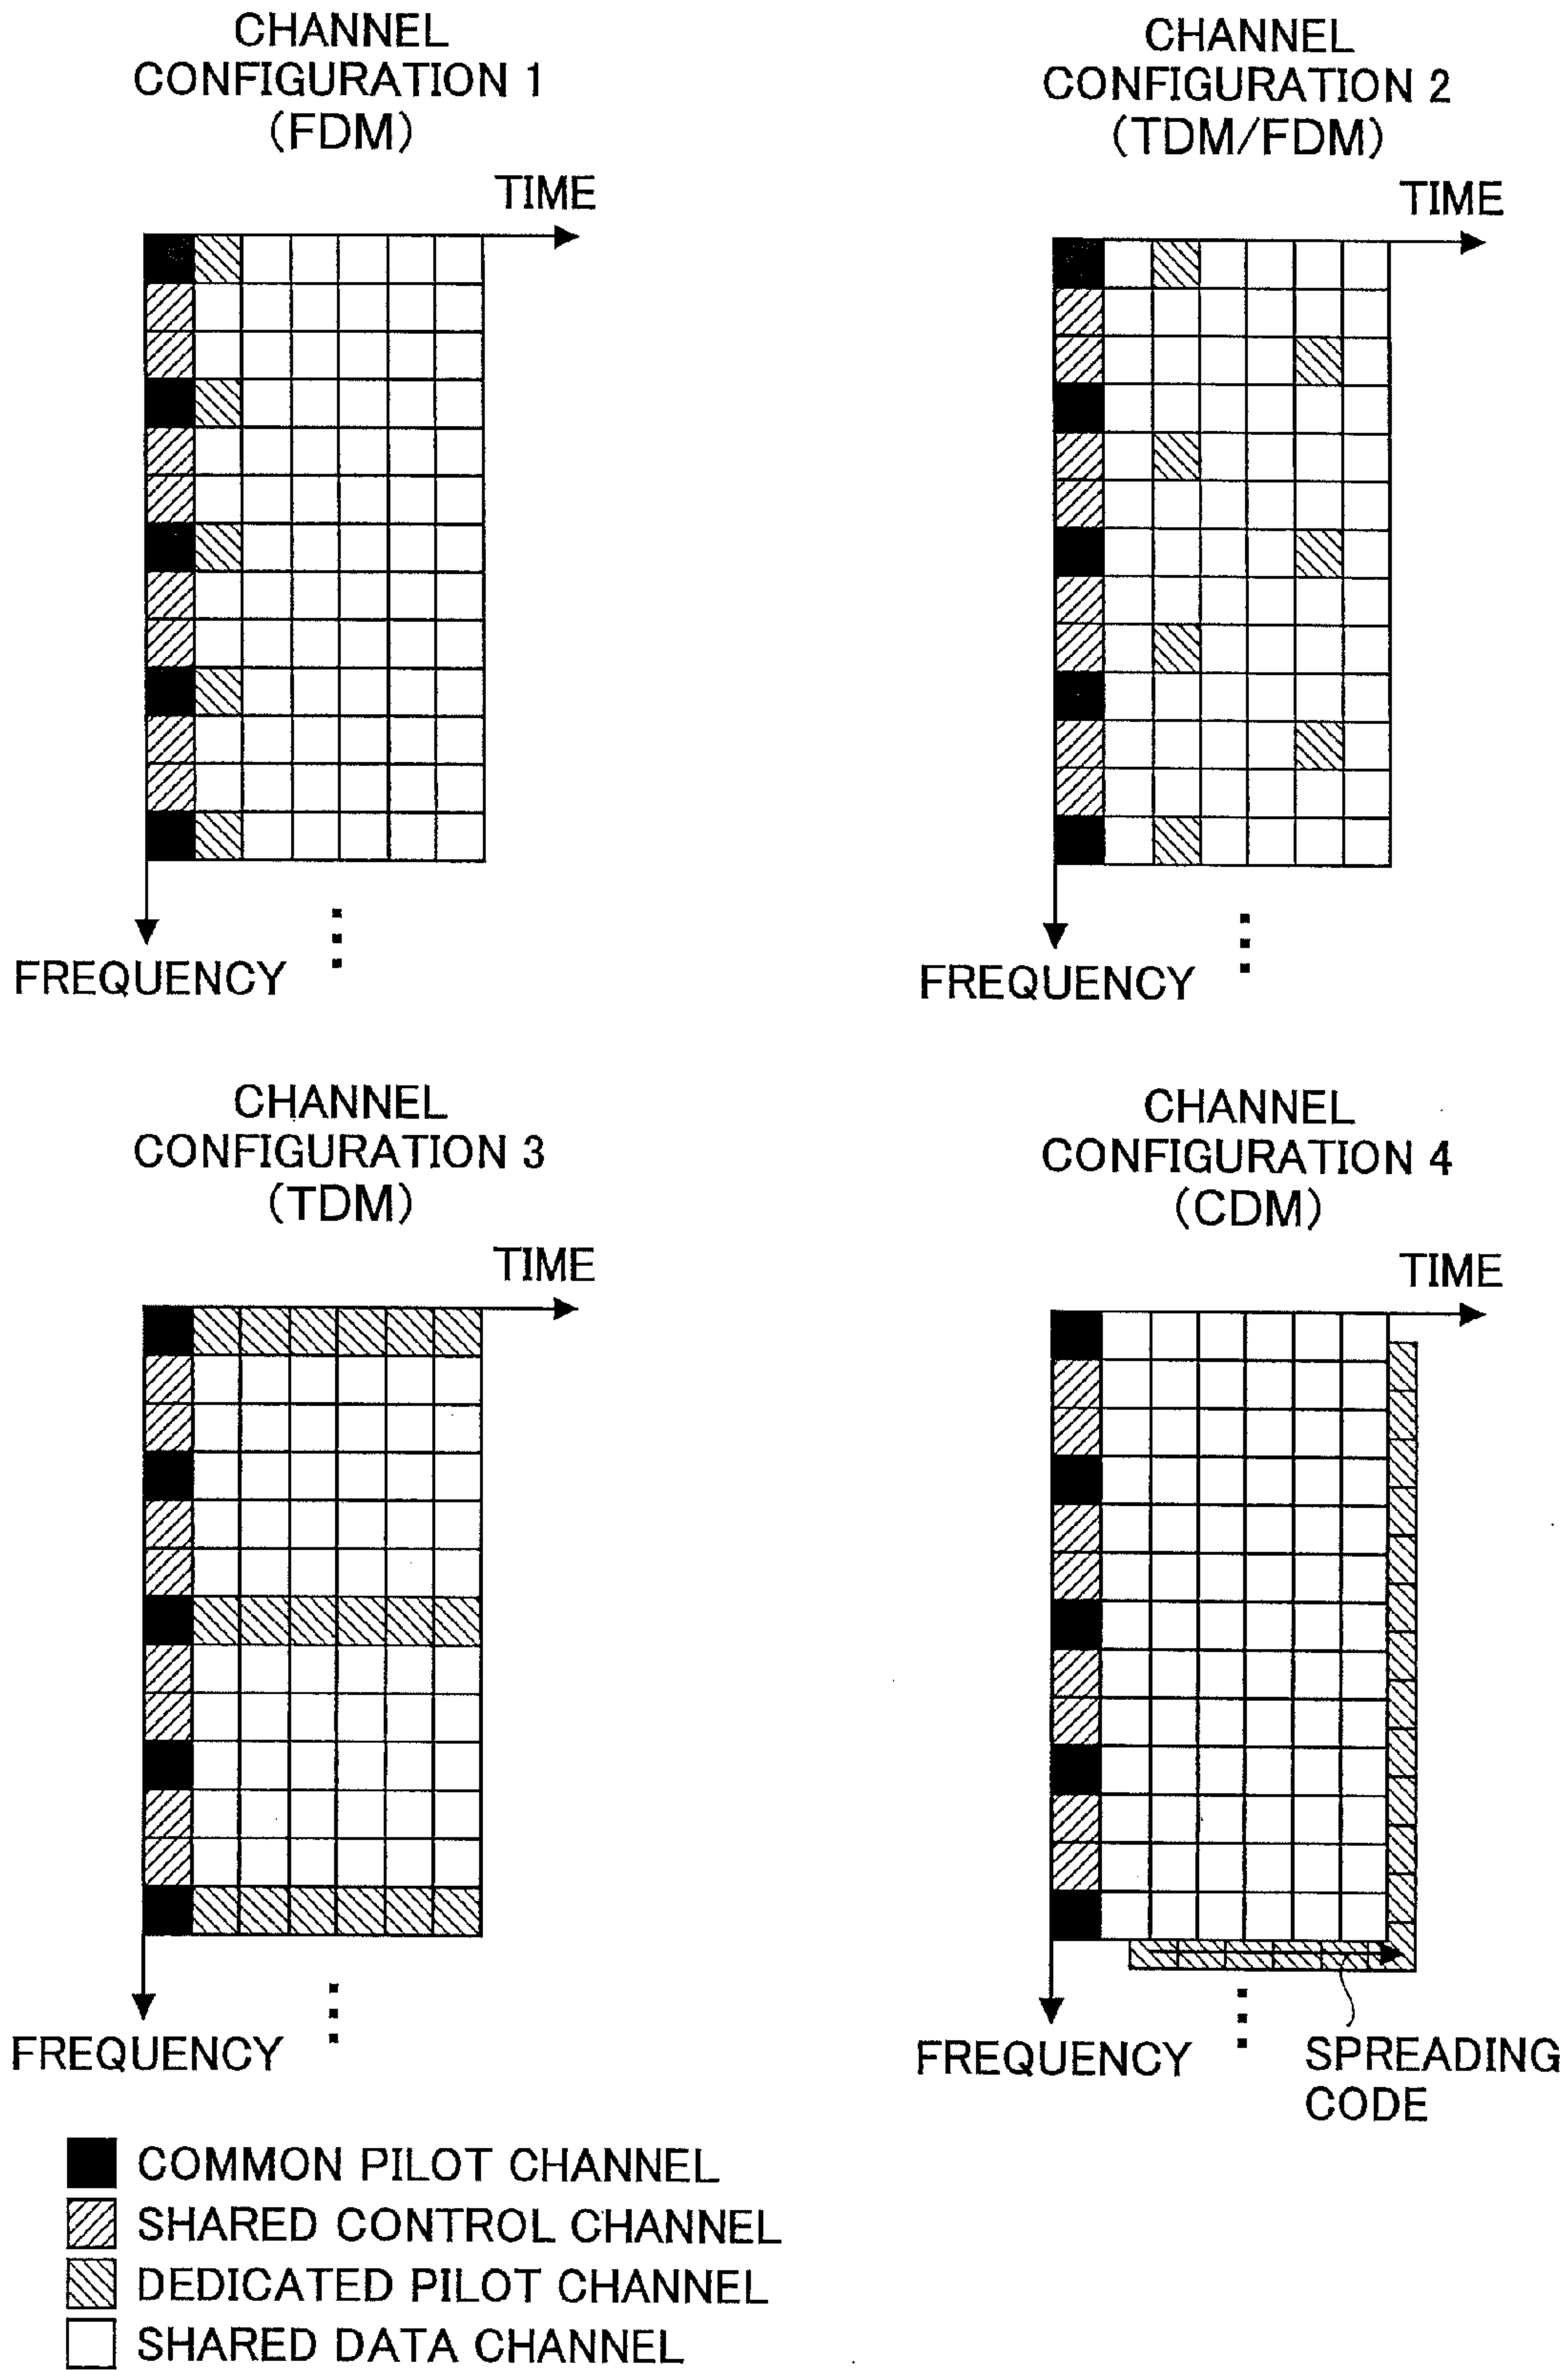 CHANNEL
CONFIGURATION 1
(FDM)
TIME
FREQUENCY
CHANNEL
CONFIGURATION 2
(TDM/FDM)
TIME
FREQUENCY
CHANNEL
CONFIGURATION 3
(TDM)
TIME
FREQUENCY
CHANNEL
CONFIGURATION 4
(CDM)
TIME
FREQUENCY
SPREADING
CODE
COMMON PILOT CHANNEL
SHARED CONTROL CHANNEL
DEDICATED PILOT CHANNEL
SHARED DATA CHANNEL